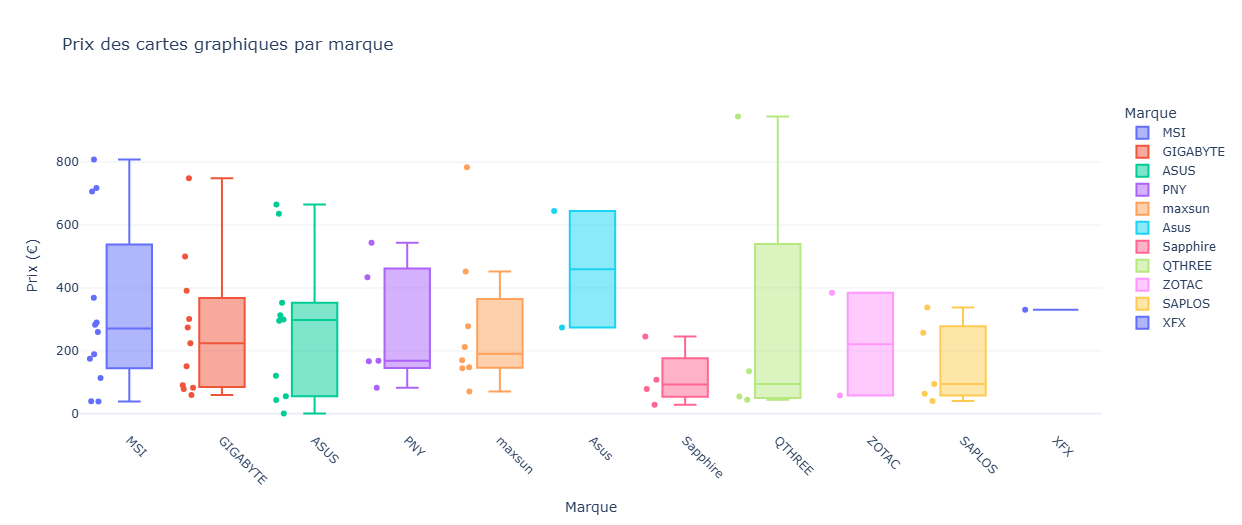 Prix des cartes graphiques par marque
Marque
MSI
GIGABYTE
ASUS
PNY
maxsun
Asus
Sapphire
QTHREE
ZOTAC
SAPLOS
XFX
Prix (€)
800
600
400
200
0
MSI
GIGABYTE
ASUS
PNY
maxsun
Asus
Sapphire
QTHREE
ZOTAC
SAPLOS
XFX
Marque